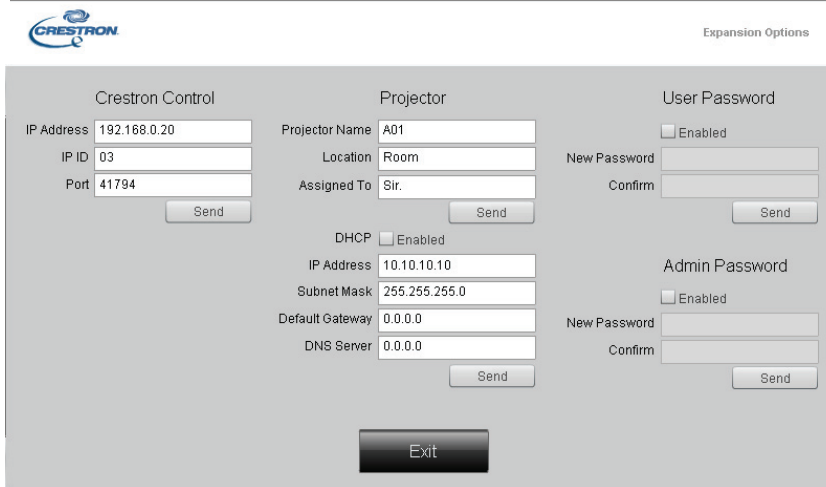 CRESTRON
Expansion Options
Crestron Control
IP Address 192.168.0.20
IP ID 03
Port 41794
Send
Projector
Projector Name A01
Location Room
Assigned To Sir.
Send
DHCP Enabled
IP Address 10.10.10.10
Subnet Mask 255.255.255.0
Default Gateway 0.0.0.0
DNS Server 0.0.0.0
Send
User Password
Enabled
New Password
Confirm
Send
Admin Password
Enabled
New Password
Confirm
Send
Exit